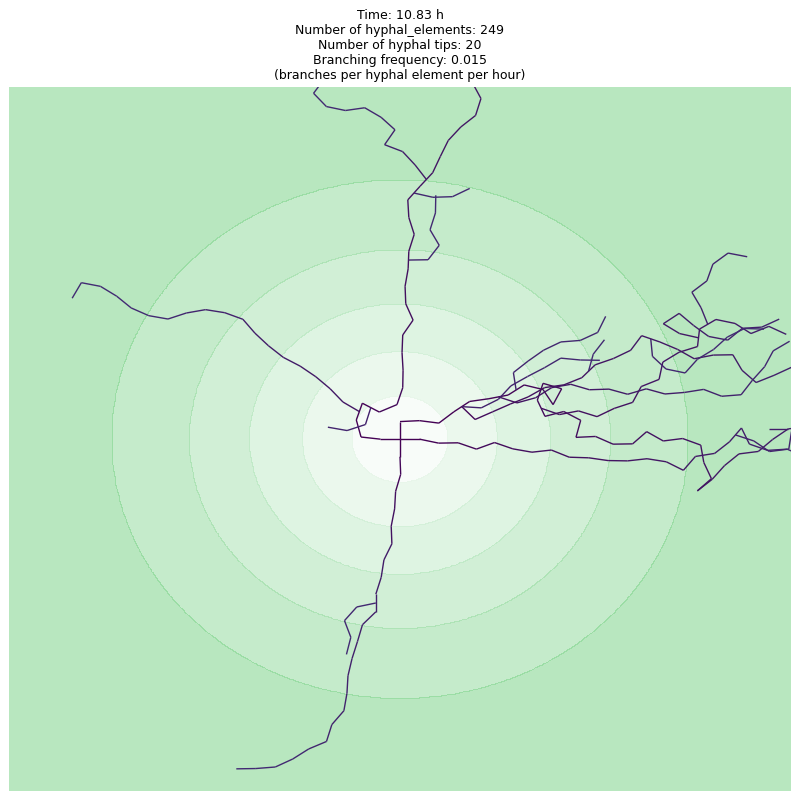 Time: 10.83 h
Number of hyphal_elements: 249
Number of hyphal tips: 20
Branching frequency: 0.015
(branches per hyphal element per hour)